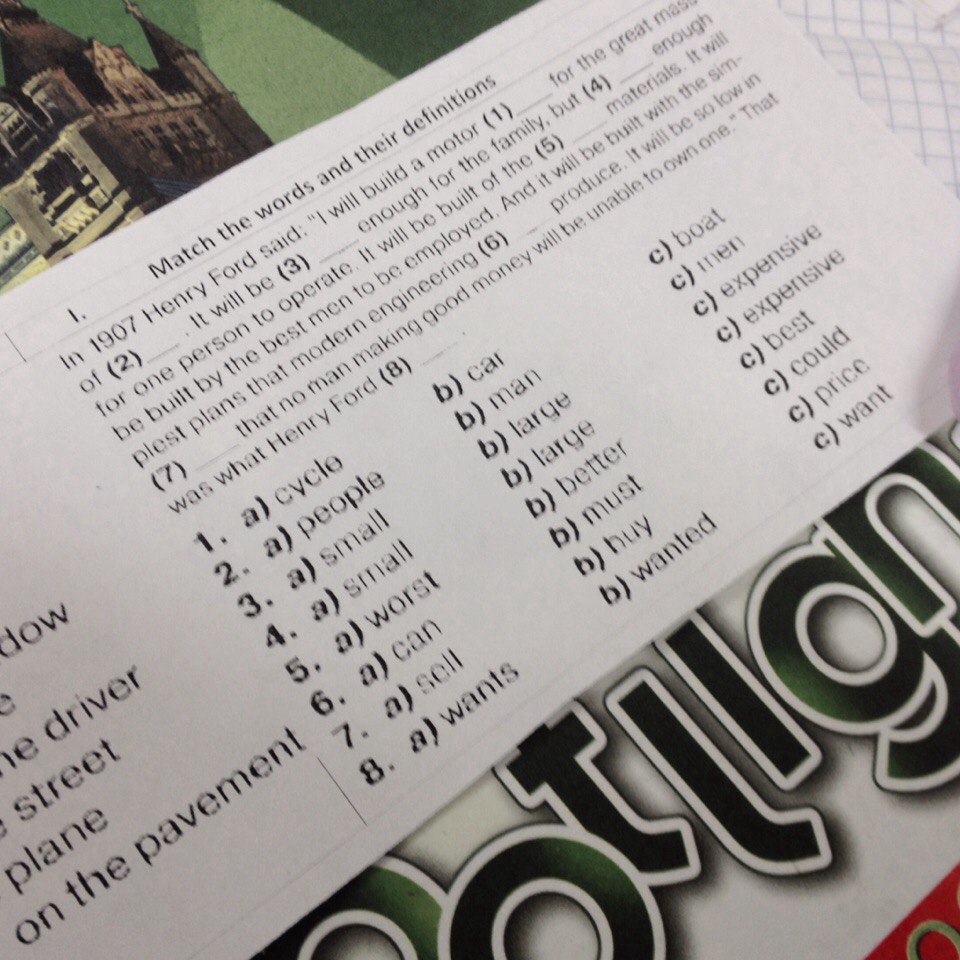 I. Match the words and their definitions
In 1907 Henry Ford said: "I will build a motor (1)___ for the great mass
of (2)___. It will be (3)___ enough for the family, but (4)___ enough
for one person to operate. It will be built of the (5)___ materials. It will
be built by the best men to be employed. And it will be built with the sim-
plest plans that modern engineering (6)___ produce. It will be so low in
(7)___ that no man making good money will be unable to own one." That
was what Henry Ford (8)___
1. a) cycle b) car c) boat
2. a) people b) man c) men
3. a) small b) large c) expensive
4. a) small b) large c) expensive
5. a) worst b) better c) best
6. a) can b) must c) could
7. a) sell b) buy c) price
8. a) wants b) wanted c) want
dow
e
he driver
e street
plane
on the pavement